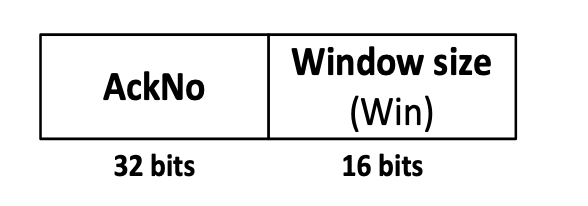 AckNo
Window size
(Win)
32 bits
16 bits